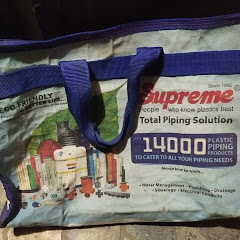 ECO-FRIENDLY
Since 1942
Supreme
People who know plastics best
Total Piping Solution
14000 PLASTIC
PIPING
PRODUCTS
TO CATER TO ALL YOUR PIPING NEEDS
• Water Management • Plumbing • Drainage
• Sewerage • Electrical Conduits